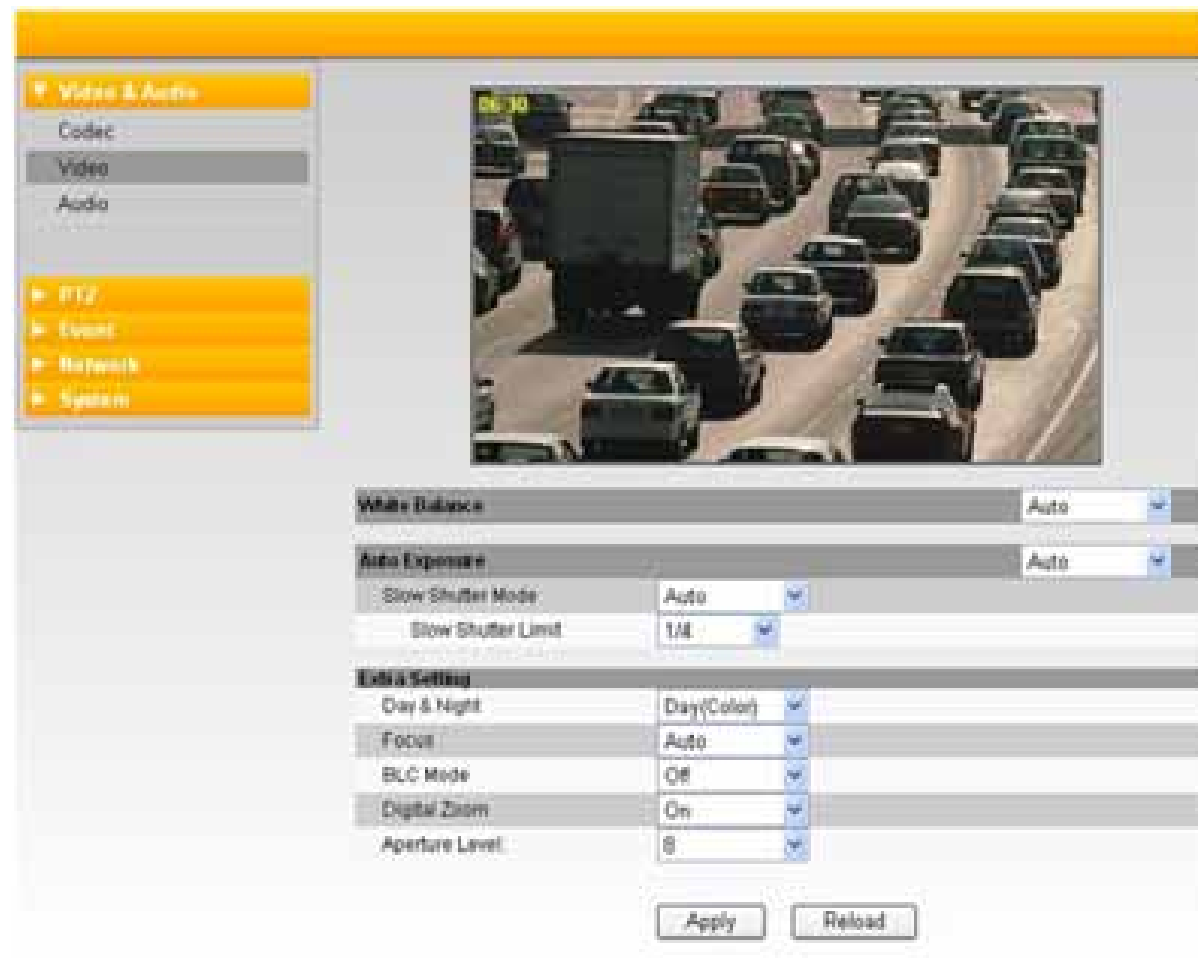 Video & Audio
Codec
Video
Audio
PTZ
Event
Network
System
06:30
White Balance Auto
Auto Exposure Auto
Slow Shutter Mode Auto
Slow Shutter Limit 1/4
Extra Setting
Day & Night Day(Color)
Focus Auto
BLC Mode Off
Digital Zoom On
Aperture Level
Apply Reload